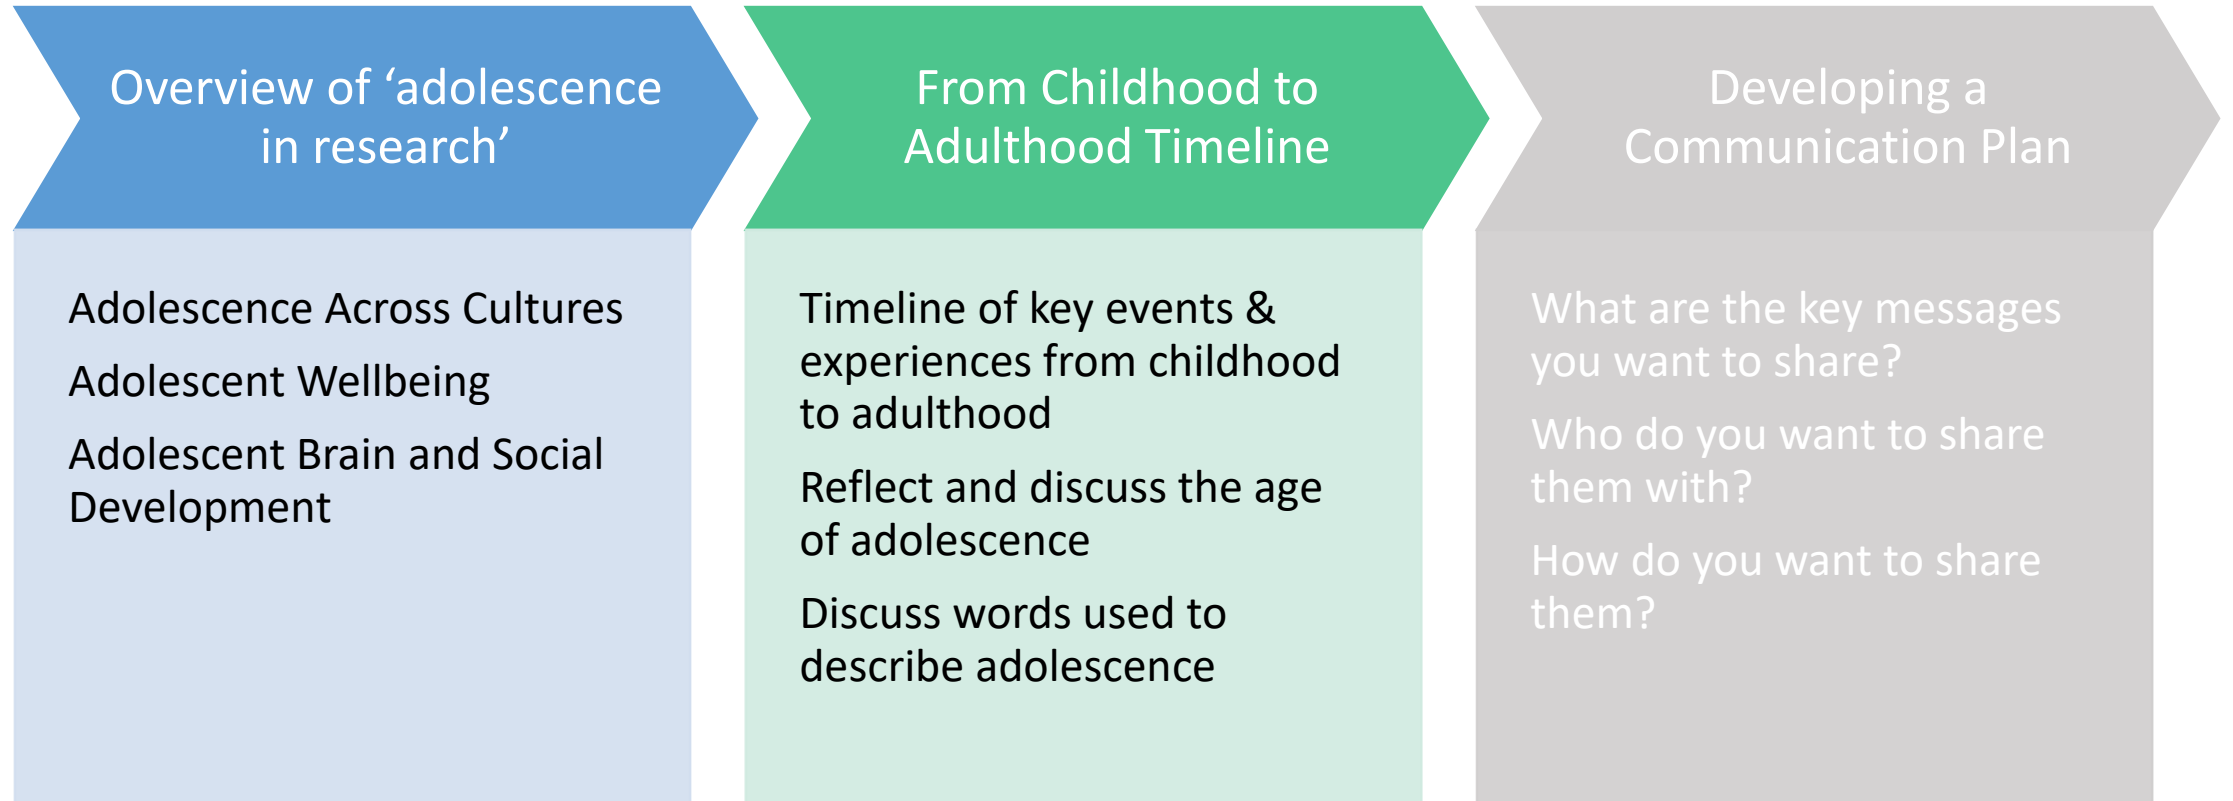 Overview of ‘adolescence
in research’
Adolescence Across Cultures
Adolescent Wellbeing
Adolescent Brain and Social
Development
From Childhood to
Adulthood Timeline
Timeline of key events &
experiences from childhood
to adulthood
Reflect and discuss the age
of adolescence
Discuss words used to
describe adolescence
Developing a
Communication Plan
What are the key messages
you want to share?
Who do you want to share
them with?
How do you want to share
them?